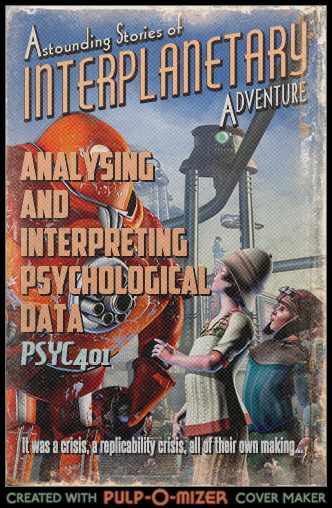 Astounding Stories of
INTERPLANETARY
ADVENTURE
ANALYSING
AND
INTERPRETING
PSYCHOLOGICAL
DATA
PSYC401
It was a crisis, a replicability crisis, all of their own making...
CREATED WITH PULP-O-MIZER COVER MAKER